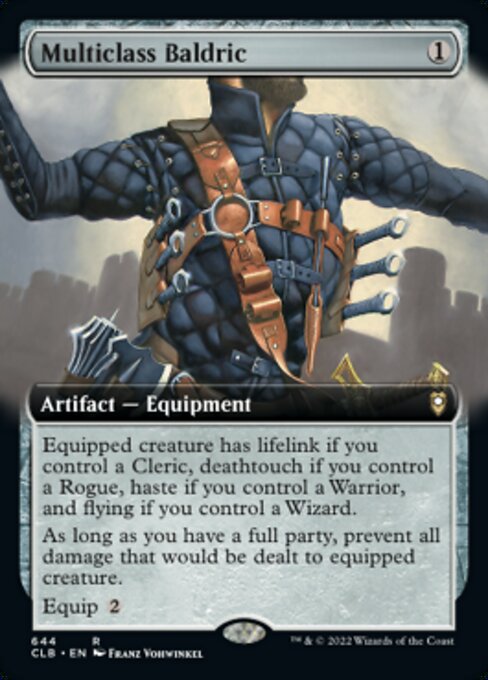 Multiclass Baldric 1
Artifact — Equipment
Equipped creature has lifelink if you
control a Cleric, deathtouch if you control
a Rogue, haste if you control a Warrior,
and flying if you control a Wizard.
As long as you have a full party, prevent all
damage that would be dealt to equipped
creature.
Equip 2
644 R
CLB • EN Franz Vohwinkel
™ & © 2022 Wizards of the Coast